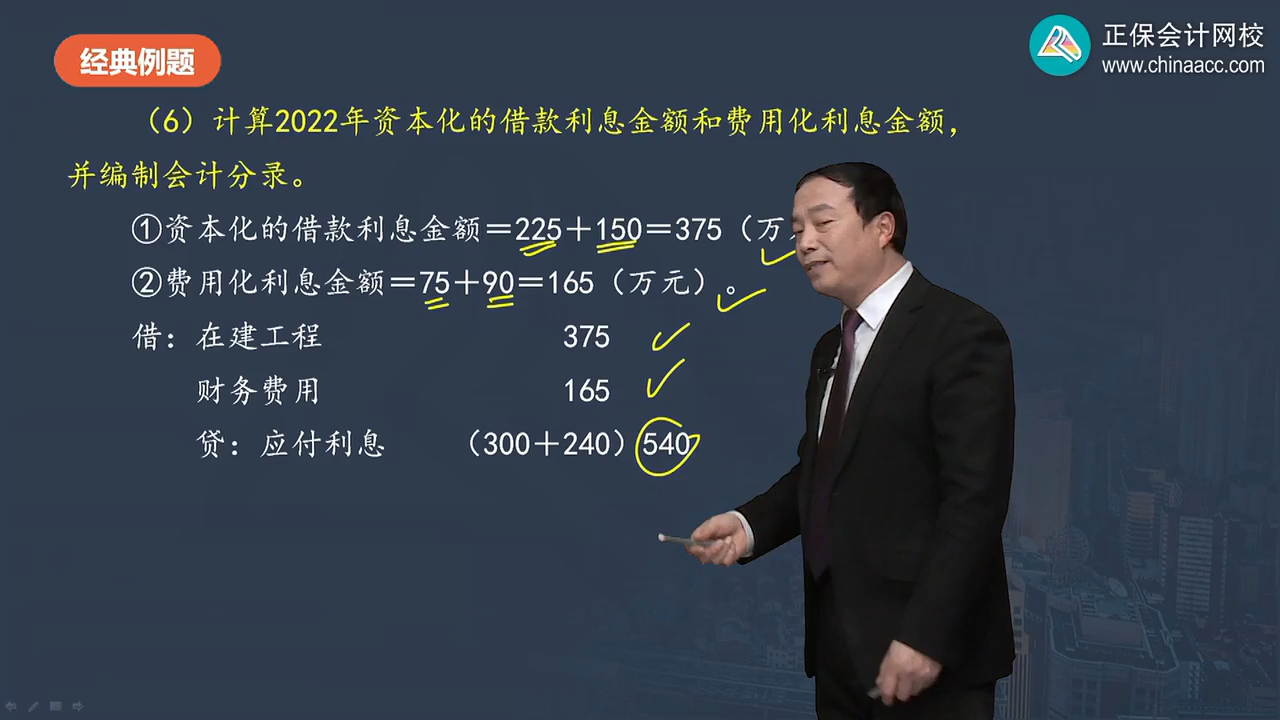 经典例题
正保会计网校
www.chinaacc.com
（6）计算2022年资本化的借款利息金额和费用化利息金额，
并编制会计分录。
①资本化的借款利息金额＝225＋150＝375（万
②费用化利息金额＝75＋90＝165（万元）。
借：在建工程 375
财务费用 165
贷：应付利息 （300＋240）540